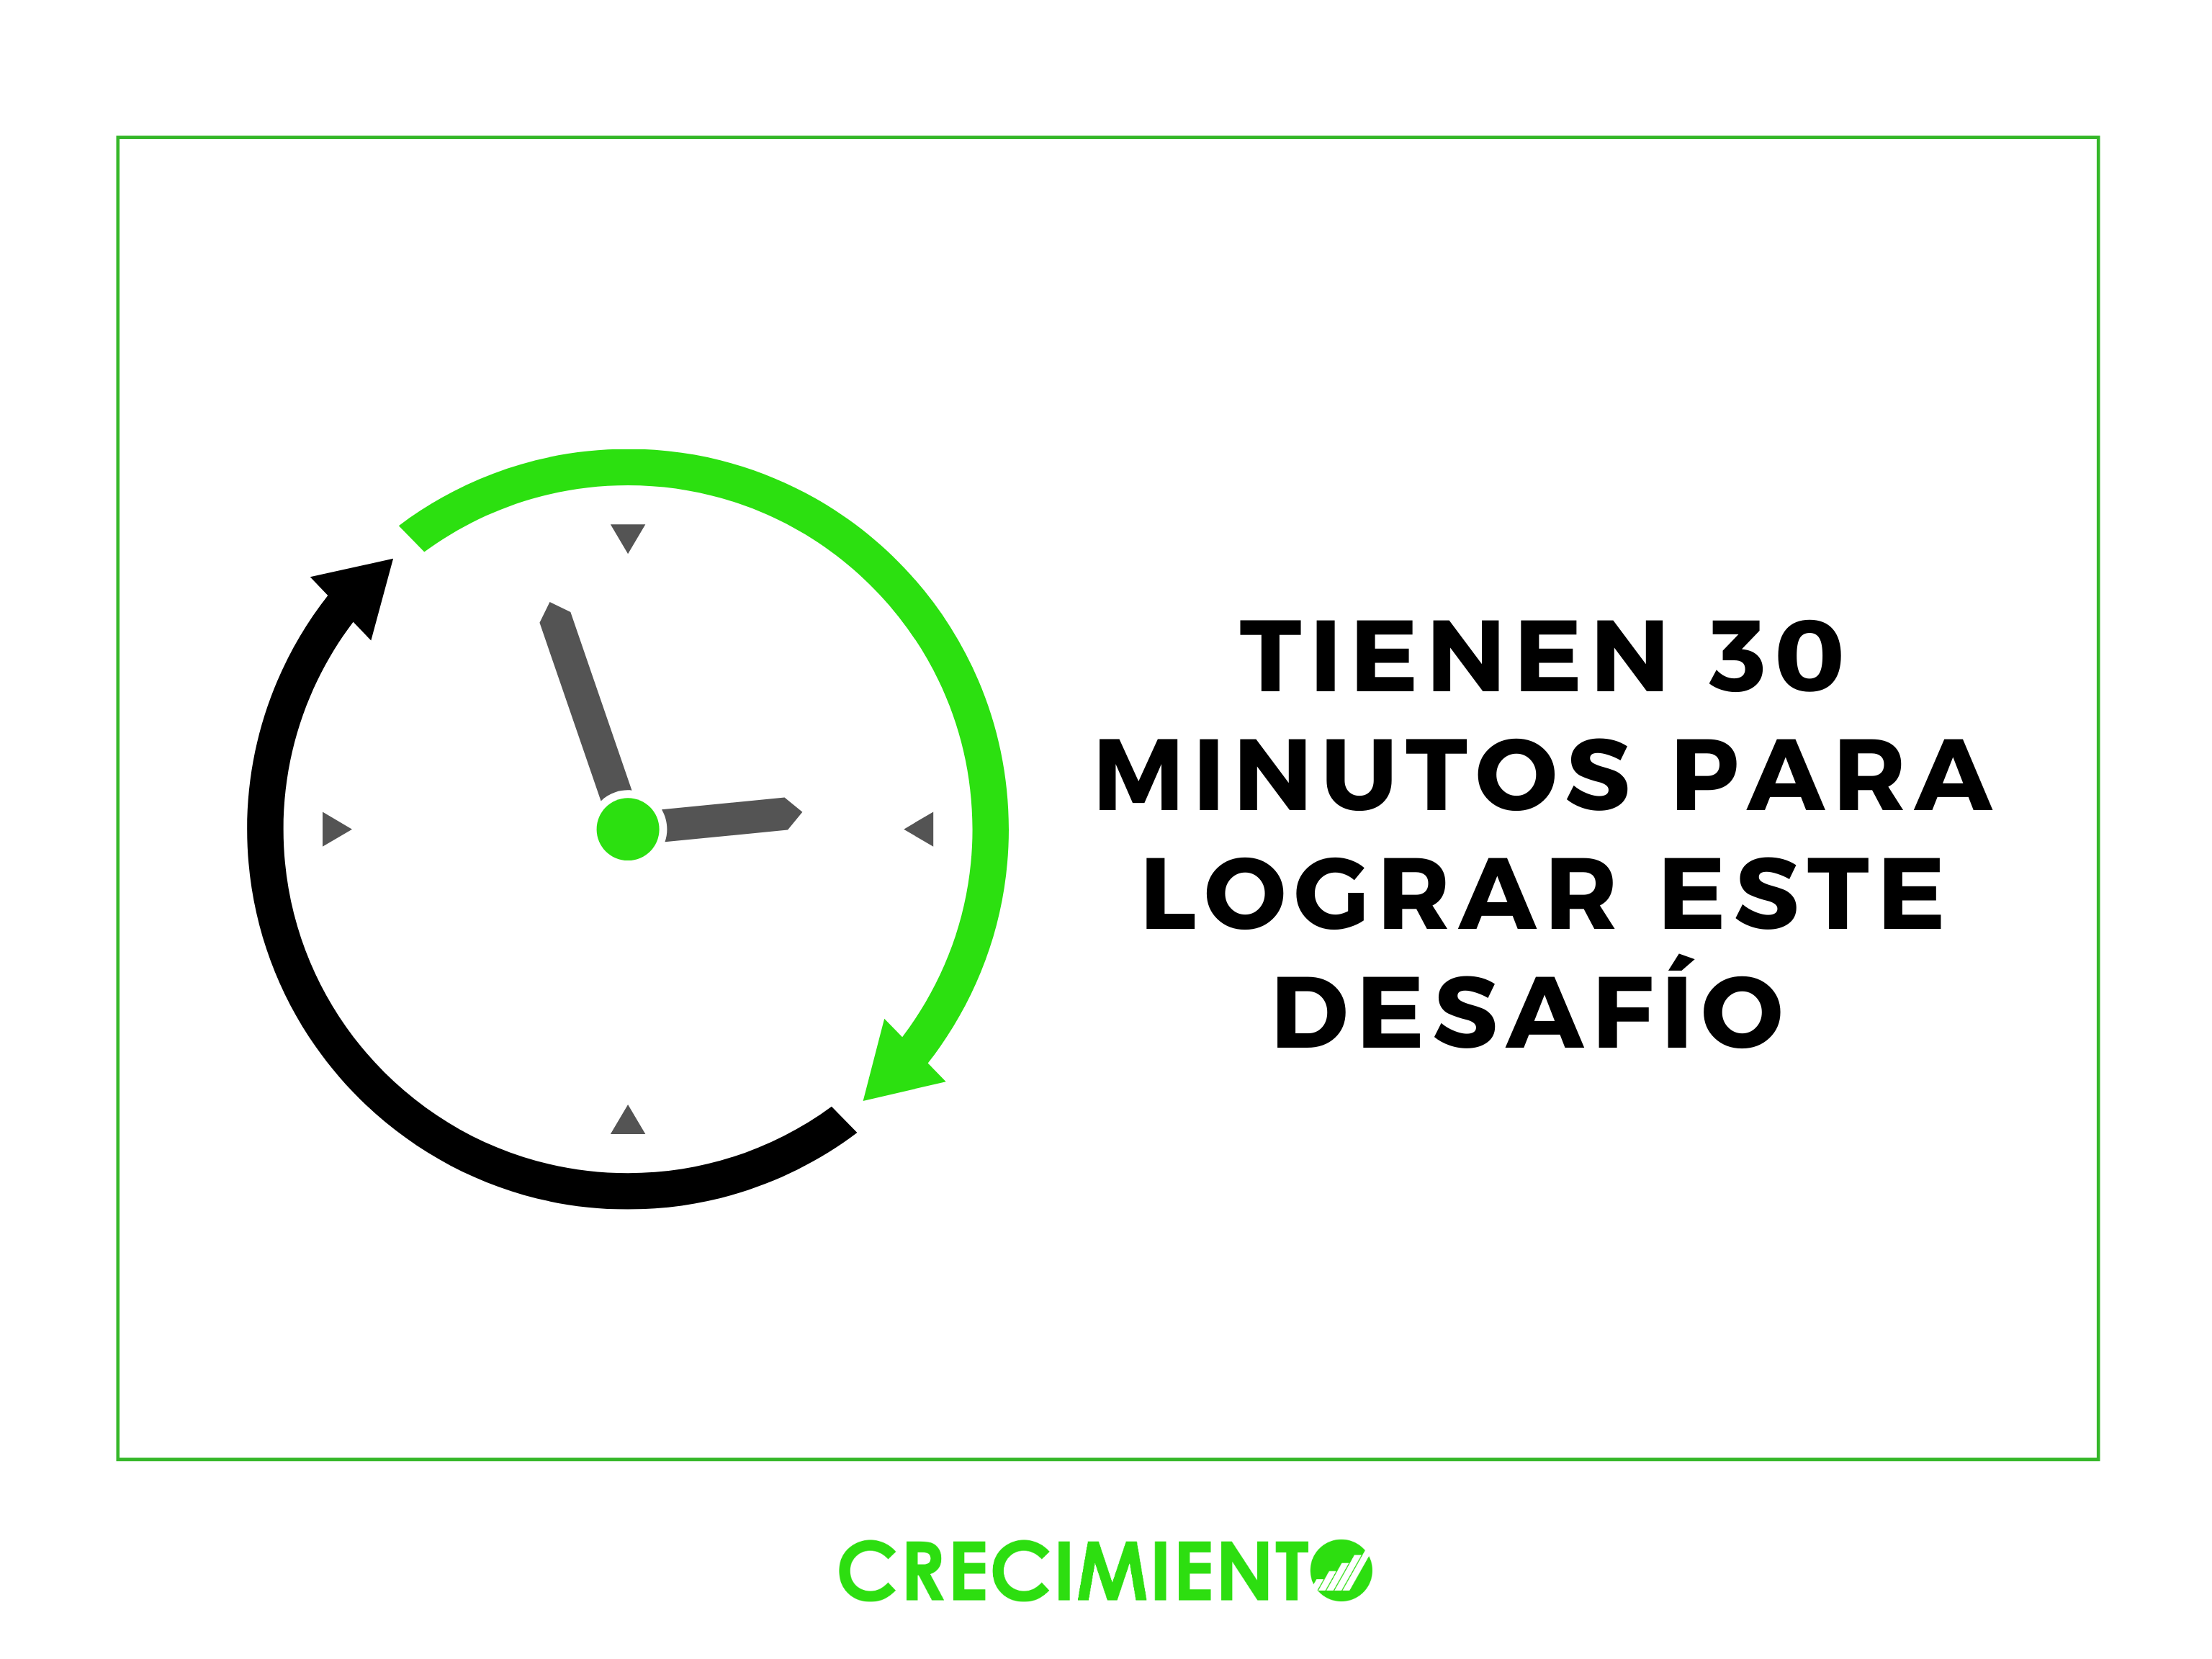 TIENEN 30
MINUTOS PARA
LOGRAR ESTE
DESAFÍO
CRECIMIENTO